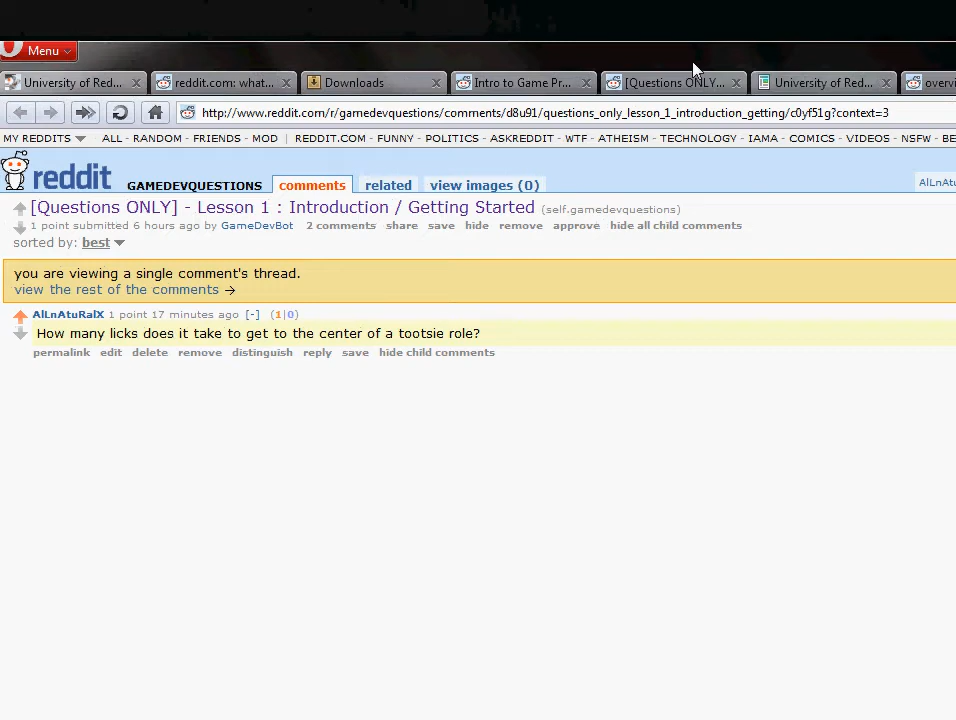 Menu
University of Red... reddit.com: what... Downloads Intro to Game Pr... [Questions ONLY... University of Red... overvi
http://www.reddit.com/r/gamedevquestions/comments/d8u91/questions_only_lesson_1_introduction_getting/c0yf51g?context=3
MY REDDITS ALL - RANDOM - FRIENDS - MOD | REDDIT.COM - FUNNY - POLITICS - ASKREDDIT - WTF - ATHEISM - TECHNOLOGY - IAMA - COMICS - VIDEOS - NSFW - BE
reddit GAMEDEVQUESTIONS comments related view images (0) AlLnAtu
[Questions ONLY] - Lesson 1 : Introduction / Getting Started (self.gamedevquestions)
1 point submitted 6 hours ago by GameDevBot 2 comments share save hide remove approve hide all child comments
sorted by: best
you are viewing a single comment's thread.
view the rest of the comments →
AlLnAtuRalX 1 point 17 minutes ago [-] (1|0)
How many licks does it take to get to the center of a tootsie role?
permalink edit delete remove distinguish reply save hide child comments